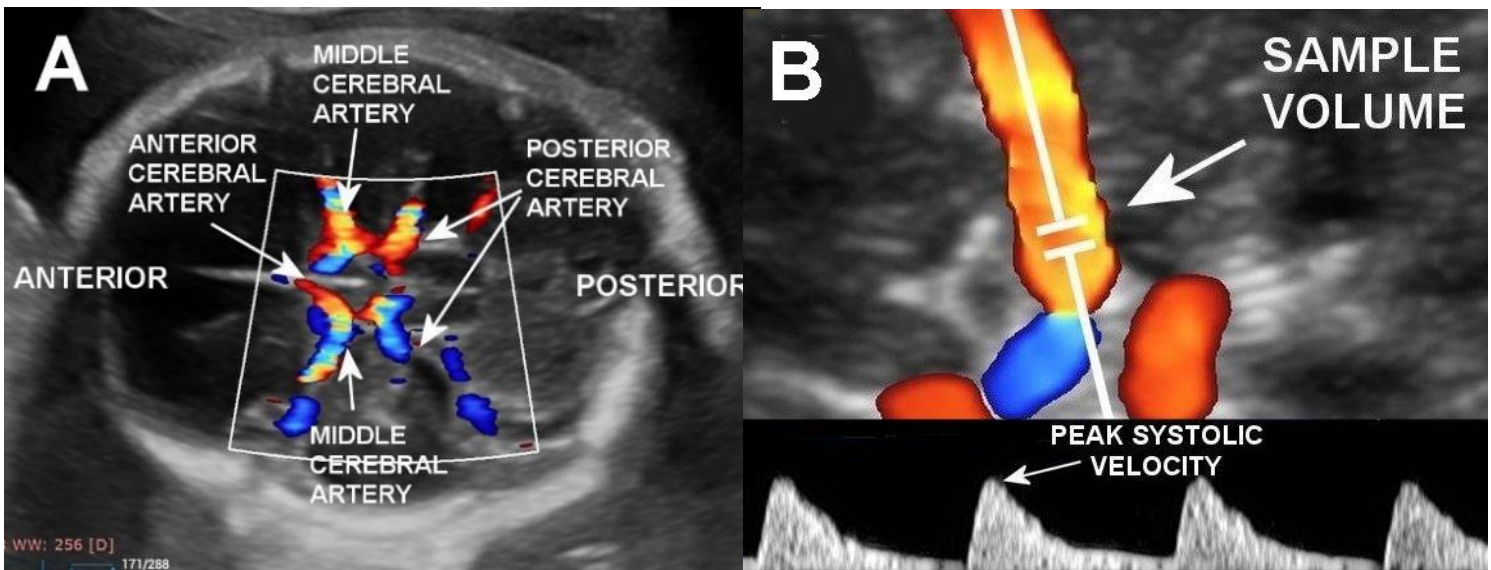 A
MIDDLE
CEREBRAL
ARTERY
ANTERIOR
CEREBRAL
ARTERY
POSTERIOR
CEREBRAL
ARTERY
ANTERIOR
POSTERIOR
MIDDLE
CEREBRAL
ARTERY
WW: 256 [D]
171/288
B
SAMPLE
VOLUME
PEAK SYSTOLIC
VELOCITY